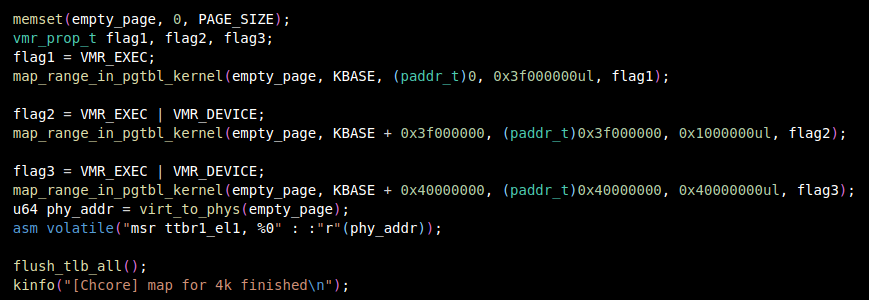 memset(empty_page, 0, PAGE_SIZE);
vmr_prop_t flag1, flag2, flag3;
flag1 = VMR_EXEC;
map_range_in_pgtbl_kernel(empty_page, KBASE, (paddr_t)0, 0x3f000000ul, flag1);
flag2 = VMR_EXEC | VMR_DEVICE;
map_range_in_pgtbl_kernel(empty_page, KBASE + 0x3f000000, (paddr_t)0x3f000000, 0x1000000ul, flag2);
flag3 = VMR_EXEC | VMR_DEVICE;
map_range_in_pgtbl_kernel(empty_page, KBASE + 0x40000000, (paddr_t)0x40000000, 0x40000000ul, flag3);
u64 phy_addr = virt_to_phys(empty_page);
asm volatile("msr ttbr1_el1, %0" : :"r"(phy_addr));
flush_tlb_all();
kinfo("[Chcore] map for 4k finished\n");